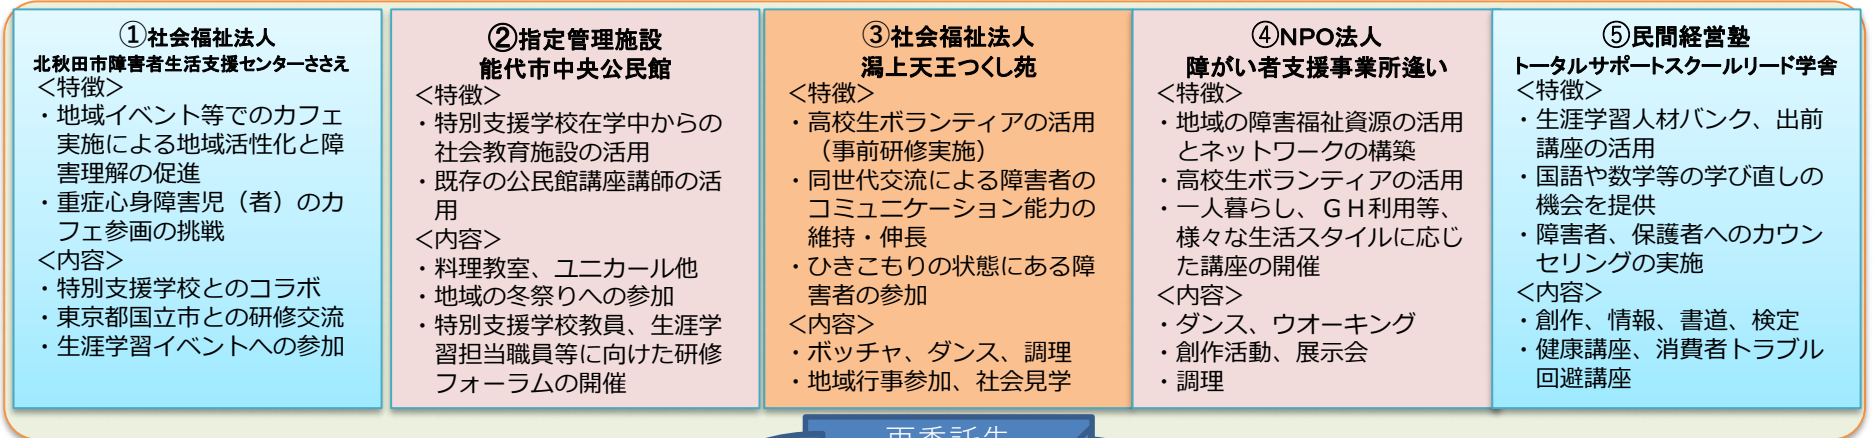 ①社会福祉法人
北秋田市障害者生活支援センターささえ
＜特徴＞
・地域イベント等でのカフェ
実施による地域活性化と障
害理解の促進
・重症心身障害児（者）のカ
フェ参画の挑戦
＜内容＞
・特別支援学校とのコラボ
・東京都国立市との研修交流
・生涯学習イベントへの参加
②指定管理施設
能代市中央公民館
＜特徴＞
・特別支援学校在学中からの
社会教育施設の活用
・既存の公民館講座講師の活
用
＜内容＞
・料理教室、ユニカール他
・地域の冬祭りへの参加
・特別支援学校教員、生涯学
習担当職員等に向けた研修
フォーラムの開催
③社会福祉法人
潟上天王つくし苑
＜特徴＞
・高校生ボランティアの活用
（事前研修実施）
・同世代交流による障害者の
コミュニケーション能力の
維持・伸長
・ひきこもりの状態にある障
害者の参加
＜内容＞
・ボッチャ、ダンス、調理
・地域行事参加、社会見学
④NPO法人
障がい者支援事業所逢い
＜特徴＞
・地域の障害福祉資源の活用
とネットワークの構築
・高校生ボランティアの活用
・一人暮らし、ＧＨ利用等、
様々な生活スタイルに応じ
た講座の開催
＜内容＞
・ダンス、ウオーキング
・創作活動、展示会
・調理
⑤民間経営塾
トータルサポートスクールリード学舎
＜特徴＞
・生涯学習人材バンク、出前
講座の活用
・国語や数学等の学び直しの
機会を提供
・障害者、保護者へのカウン
セリングの実施
＜内容＞
・創作、情報、書道、検定
・健康講座、消費者トラブル
回避講座
再委託先